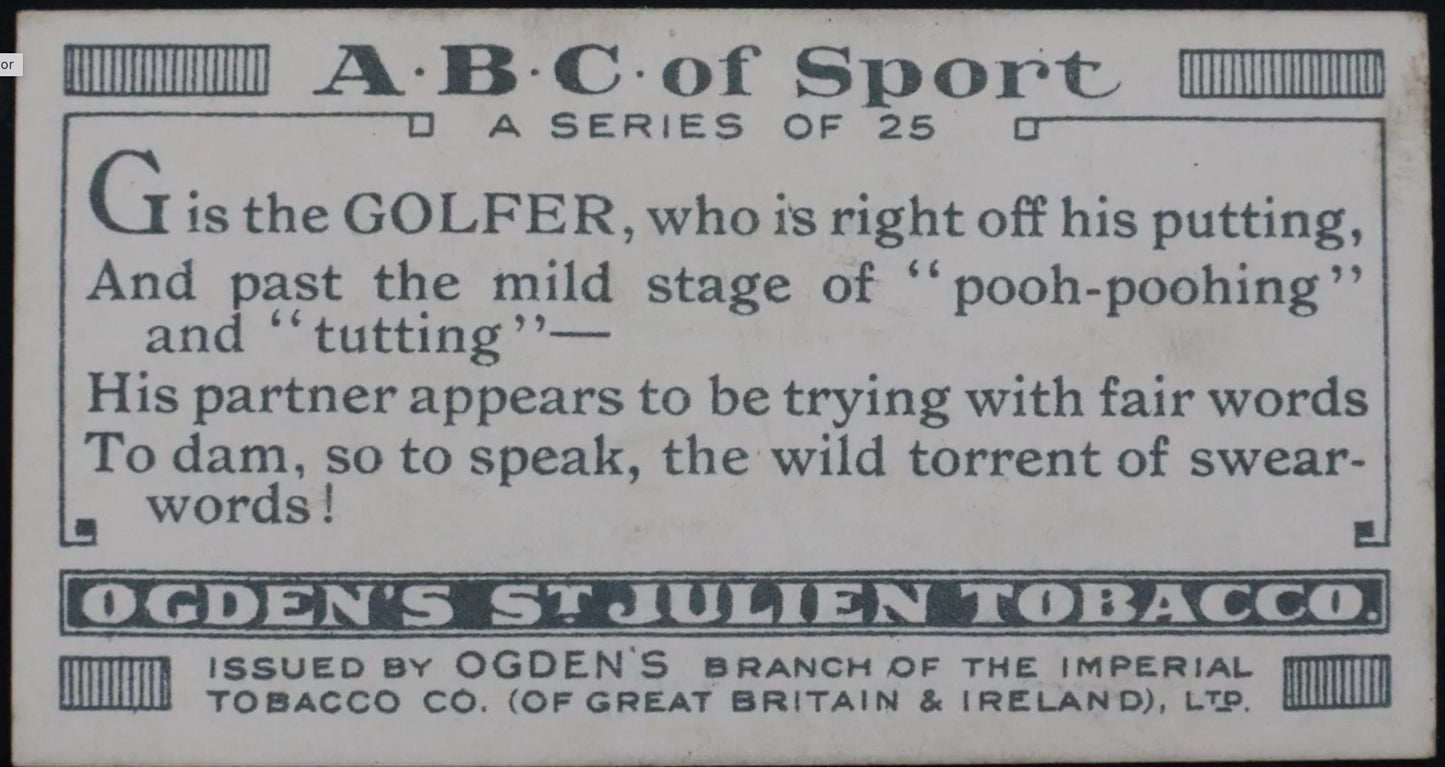 or
A·B·C·of Sport
A SERIES OF 25
G is the GOLFER, who is right off his putting,
And past the mild stage of “pooh-poohing”
and “tutting”—
His partner appears to be trying with fair words
To dam, so to speak, the wild torrent of swear-
words!
OGDEN'S ST. JULIEN TOBACCO.
ISSUED BY OGDEN'S BRANCH OF THE IMPERIAL
TOBACCO CO. (OF GREAT BRITAIN & IRELAND), LTD.